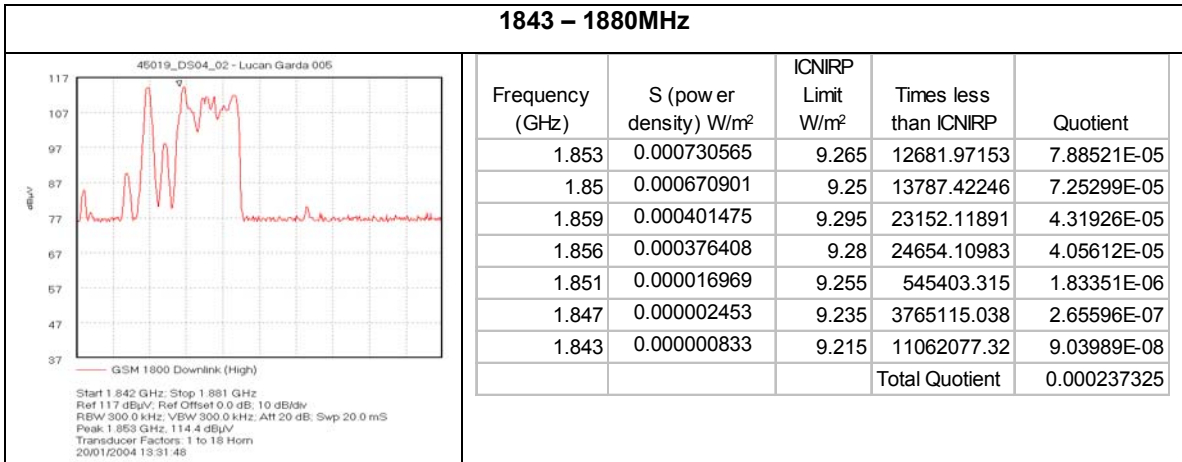 1843 – 1880MHz
45019_DS04_02 - Lucan Garda 005
117
107
97
87
77
67
57
47
37
dBµV
GSM 1800 Downlink (High)
Start 1.842 GHz; Stop 1.881 GHz
Ref 117 dBµV; Ref Offset 0.0 dB; 10 dB/div
RBW 300.0 kHz; VBW 300.0 kHz; Att 20 dB; Swp 20.0 mS
Peak 1.853 GHz, 114.4 dBµV
Transducer Factors: 1 to 18 Horn
20/01/2004 13:31:48
Frequency (GHz) S (power density) W/m² ICNIRP Limit W/m² Times less than ICNIRP Quotient
1.853 0.000730565 9.265 12681.97153 7.88521E-05
1.85 0.000670901 9.25 13787.42246 7.25299E-05
1.859 0.000401475 9.295 23152.11891 4.31926E-05
1.856 0.000376408 9.28 24654.10983 4.05612E-05
1.851 0.000016969 9.255 545403.315 1.83351E-06
1.847 0.000002453 9.235 3765115.038 2.65596E-07
1.843 0.000000833 9.215 11062077.32 9.03989E-08
Total Quotient 0.000237325